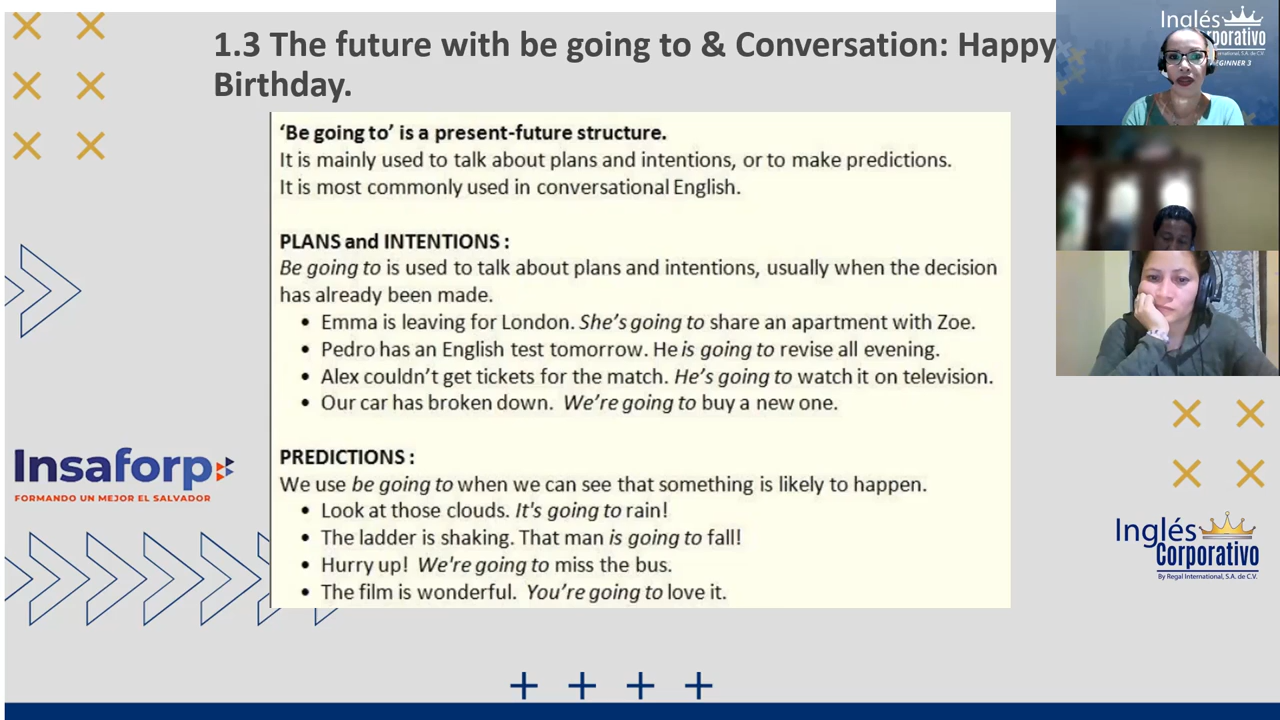 1.3 The future with be going to & Conversation: Happy
Birthday.
‘Be going to’ is a present-future structure.
It is mainly used to talk about plans and intentions, or to make predictions.
It is most commonly used in conversational English.
PLANS and INTENTIONS :
Be going to is used to talk about plans and intentions, usually when the decision
has already been made.
• Emma is leaving for London. She’s going to share an apartment with Zoe.
• Pedro has an English test tomorrow. He is going to revise all evening.
• Alex couldn’t get tickets for the match. He’s going to watch it on television.
• Our car has broken down. We’re going to buy a new one.
PREDICTIONS :
We use be going to when we can see that something is likely to happen.
• Look at those clouds. It's going to rain!
• The ladder is shaking. That man is going to fall!
• Hurry up! We're going to miss the bus.
• The film is wonderful. You’re going to love it.
Insaforp
FORMANDO UN MEJOR EL SALVADOR
Inglés
Corporativo
By Regal International, S.A. de C.V.
Inglés